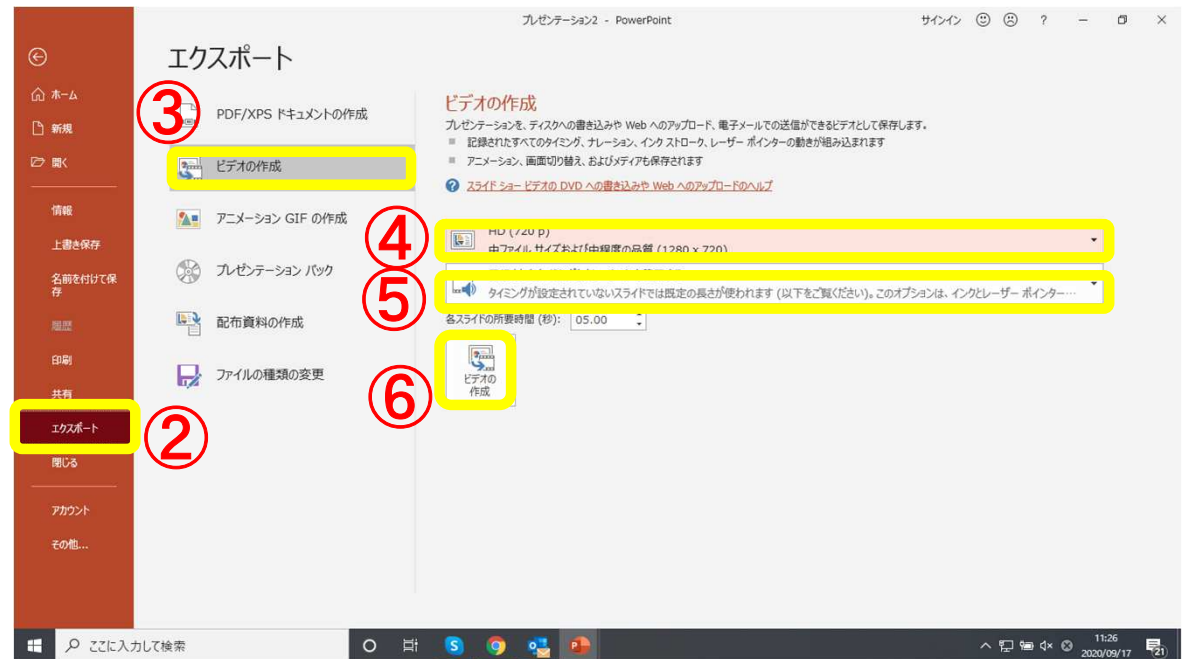 プレゼンテーション2 - PowerPoint
サインイン
?
エクスポート
ホーム
新規
開く
情報
上書き保存
名前を付けて保
存
履歴
印刷
共有
エクスポート
閉じる
アカウント
その他...
②
③
PDF/XPS ドキュメントの作成
ビデオの作成
アニメーション GIF の作成
プレゼンテーション パック
配布資料の作成
ファイルの種類の変更
ビデオの作成
プレゼンテーションを、ディスクへの書き込みや Web へのアップロード、電子メールでの送信ができるビデオとして保存します。
記録されたすべてのタイミング、ナレーション、インク ストローク、レーザー ポインターの動きが組み込まれます
アニメーション、画面切り替え、およびメディアも保存されます
スライド ショー ビデオの DVD への書き込みや Web へのアップロードのヘルプ
④
HD (720 p)
中ファイル サイズおよび中程度の品質 (1280 x 720)
⑤
タイミングが設定されていないスライドでは既定の長さが使われます (以下をご覧ください)。このオプションは、インクとレーザー ポインター…
各スライドの所要時間 (秒): 05.00
⑥
ビデオの
作成
ここに入力して検索
11:26
2020/09/17
21